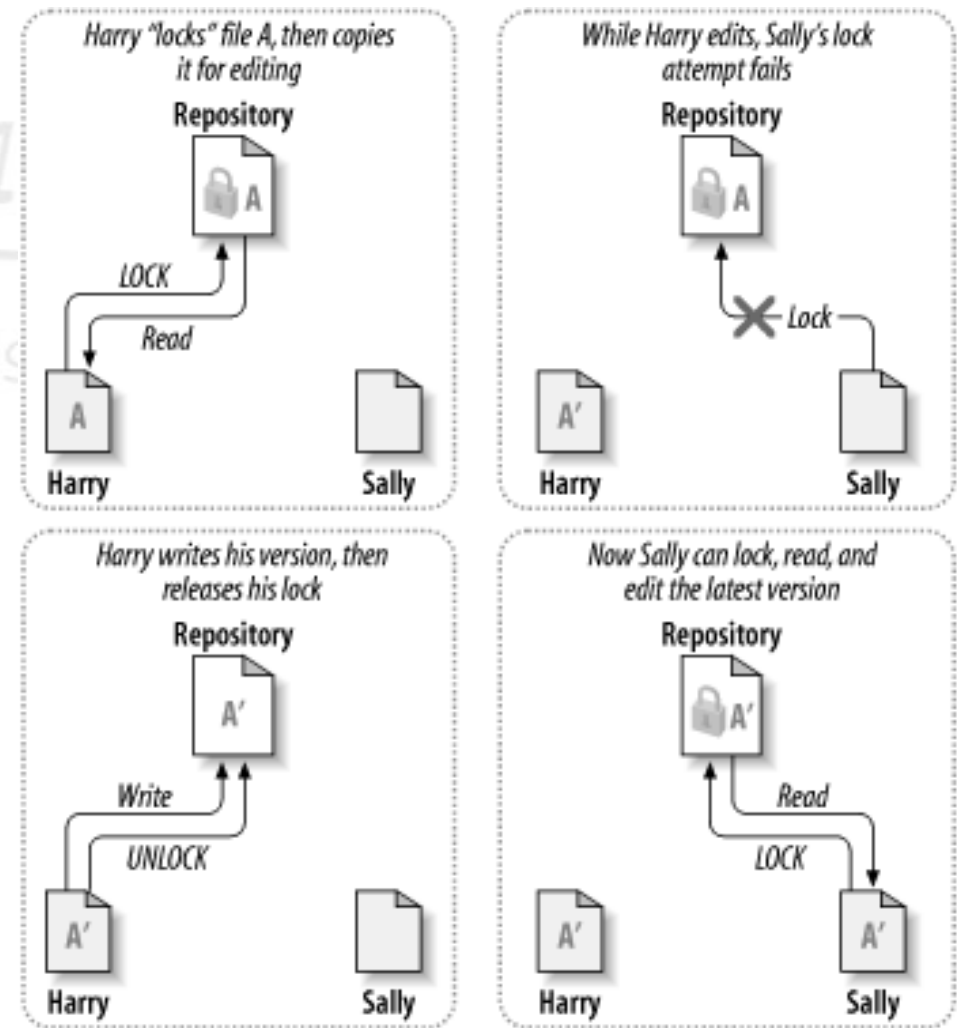 Harry “locks” file A, then copies
it for editing
Repository
A
LOCK
Read
A
Harry
Sally
While Harry edits, Sally’s lock
attempt fails
Repository
A
Lock
A′
Harry
Sally
Harry writes his version, then
releases his lock
Repository
A′
Write
UNLOCK
A′
Harry
Sally
Now Sally can lock, read, and
edit the latest version
Repository
A′
Read
LOCK
A′
A′
Harry
Sally